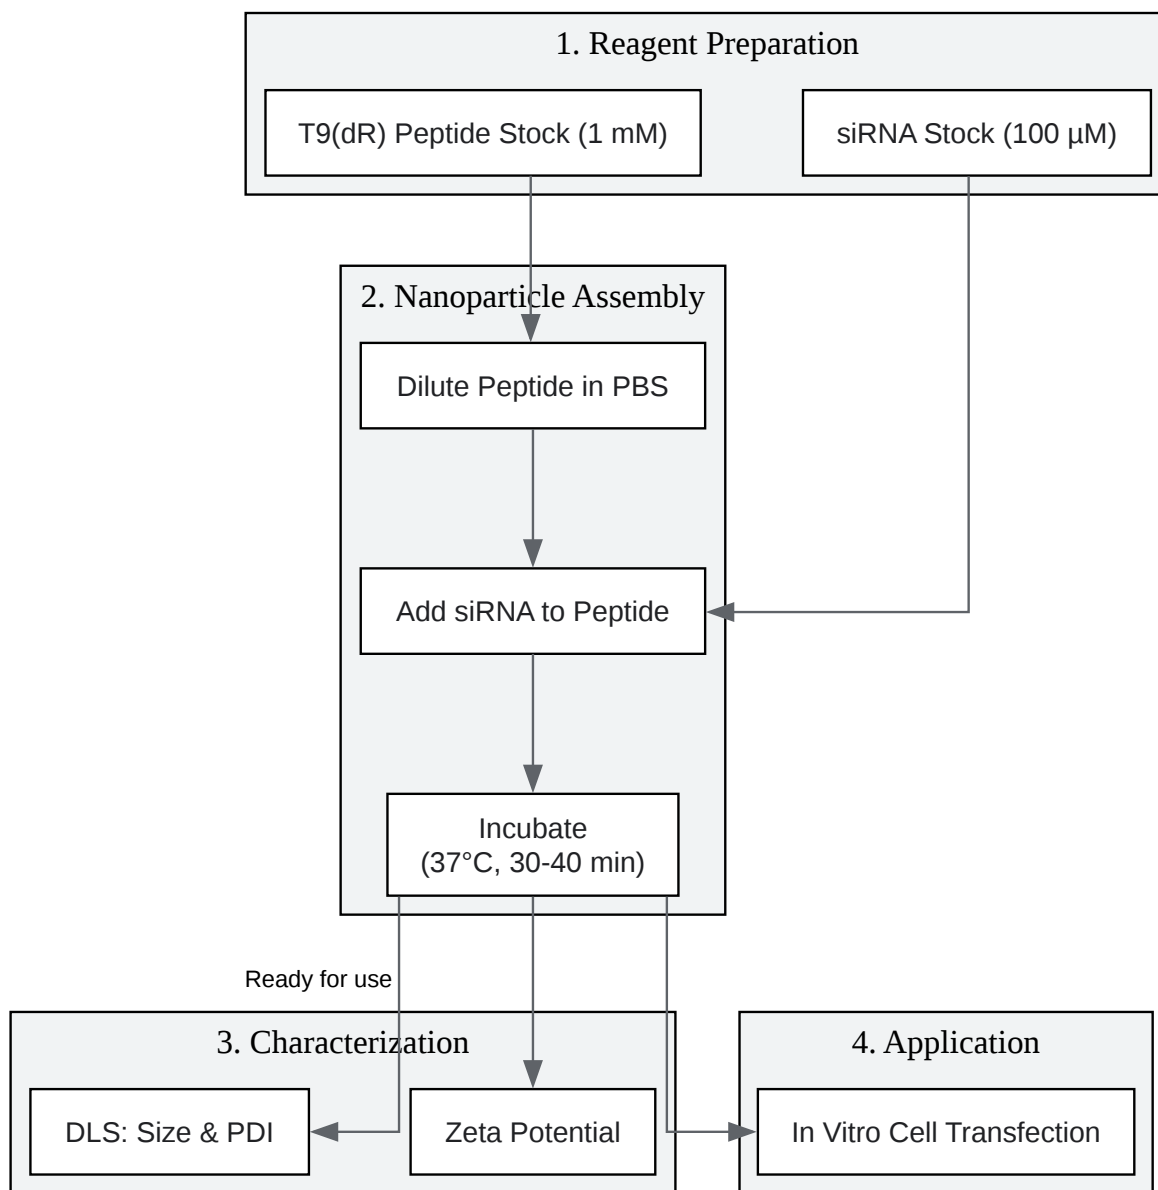 1. Reagent Preparation
T9(dR) Peptide Stock (1 mM)
siRNA Stock (100 µM)
2. Nanoparticle Assembly
Dilute Peptide in PBS
Add siRNA to Peptide
Incubate
(37°C, 30-40 min)
Ready for use
3. Characterization
4. Application
DLS: Size & PDI
Zeta Potential
In Vitro Cell Transfection